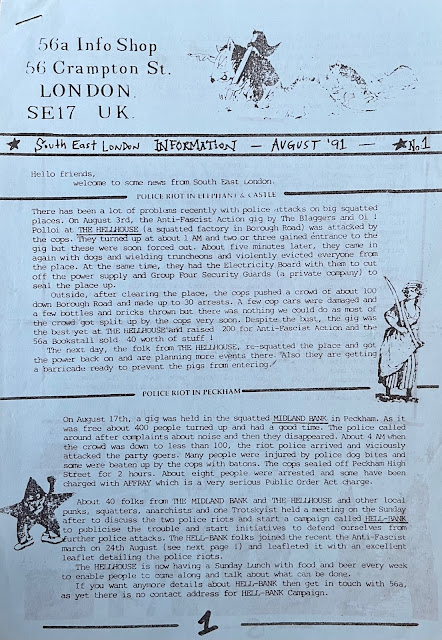 56a Info Shop
56 Crampton St.
LONDON.
SE17 UK.
★ South East London INFORMATION — AUGUST '91 — ★ No.1
Hello friends,
welcome to some news from South East London.
POLICE RIOT IN ELEPHANT & CASTLE
There has been a lot of problems recently with police attacks on big squatted
places. On August 3rd, the Anti-Fascist Action gig by The Blaggers and Oi !
Polloi at THE HELLHOUSE (a squatted factory in Borough Road) was attacked by
the cops. They turned up at about 1 AM and two or three gained entrance to the
gig but these were soon forced out. About five minutes later, they came in
again with dogs and wielding truncheons and violently evicted everyone from
the place. At the same time, they had the Electricity Board with them to cut
off the power supply and Group Four Security Guards (a private company) to
seal the place up.
Outside, after clearing the place, the cops pushed a crowd of about 100
down Borough Road and made up to 30 arrests. A few cop cars were damaged and
a few bottles and bricks thrown but there was nothing we could do as most of
the crowd got split up by the cops very soon. Despite the bust, the gig was
the best yet at THE HELLHOUSE and raised 200 for Anti-Fascist Action and the
56a Bookstall sold 40 worth of stuff !
The next day, the folk from THE HELLHOUSE, re-squatted the place and got
the power back on and are planning more events there. Also they are getting
a barricade ready to prevent the pigs from entering.
POLICE RIOT IN PECKHAM
On August 17th, a gig was held in the squatted MIDLAND BANK in Peckham. As it
was free about 400 people turned up and had a good time. The police called
around after complaints about noise and then they disappeared. About 4 AM when
the crowd was down to less than 100, the riot police arrived and viciously
attacked the party goers. Many people were injured by police dog bites and
some were beaten up by the cops with batons. The cops sealed off Peckham High
Street for 2 hours. About eight people were arrested and some have been
charged with AFFRAY which is a very serious Public Order Act charge.
About 40 folks from THE MIDLAND BANK and THE HELLHOUSE and other local
punks, squatters, anarchists and one Trotskyist held a meeting on the Sunday
after to discuss the two police riots and start a campaign called HELL-BANK
to publicise the trouble and start initiatives to defend ourselves from
further police attacks. The HELL-BANK folks joined the recent the Anti-Fascist
march on 24th August (see next page !) and leafleted it with an excellent
leaflet detailing the police riots.
The HELLHOUSE is now having a Sunday Lunch with food and beer every week
to enable people to come along and talk about what can be done.
If you want anymore details about HELL-BANK then get in touch with 56a,
as yet there is no contact address for HELL-BANK Campaign.
1